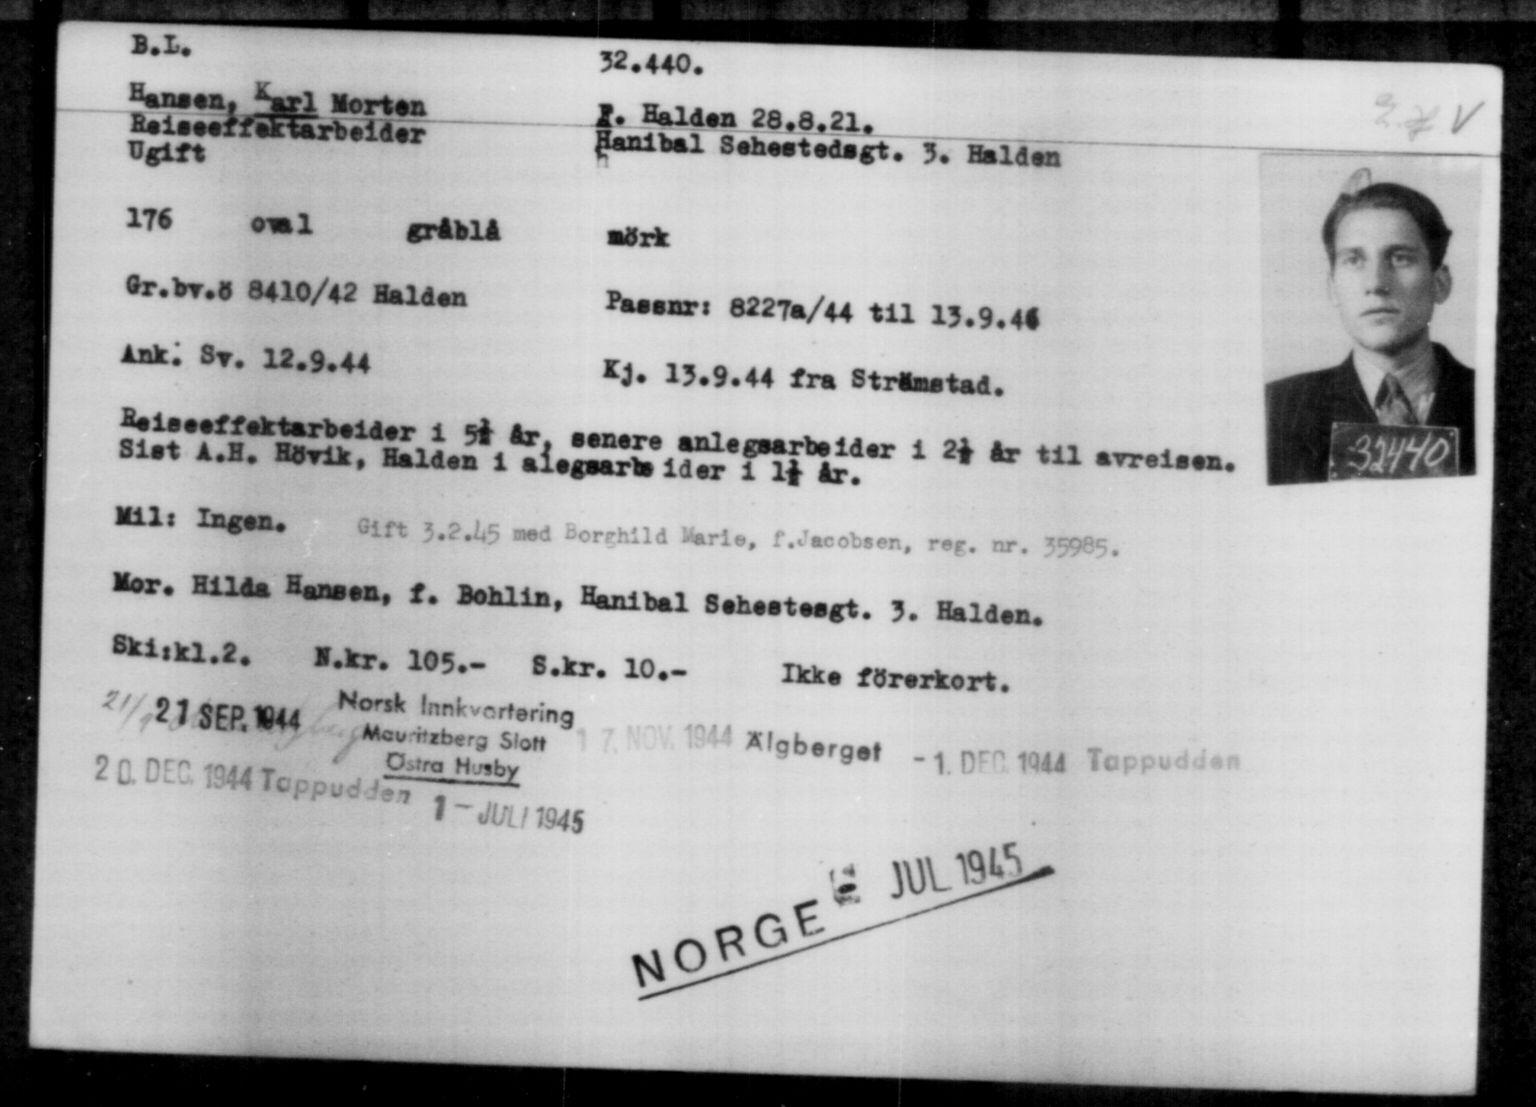 B.L.
32.440.
Hansen, Karl Morten
F. Halden 28.8.21.
Reiseeffektarbeider
Hanibal Sehestedsgt. 3. Halden
Ugift
h
176 oval gråblå mörk
Gr.bv.ö 8410/42 Halden
Passnr: 8227a/44 til 13.9.46
Ank. Sv. 12.9.44
Kj. 13.9.44 fra Strömstad.
Reiseeffektarbeider i 5½ år, senere anlegsarbeider i 2½ år til avreisen.
Sist A.H. Hövik, Halden i alegsarbeider i 1½ år.
Mil: Ingen. Gift 3.2.45 med Borghild Marie, f.Jacobsen, reg. nr. 35985.
Mor. Hilda Hansen, f. Bohlin, Hanibal Sehestesgt. 3. Halden.
Ski:kl.2. N.kr. 105.- S.kr. 10.- Ikke förerkort.
21/9
21 SEP. 1944
Norsk Innkvartering
Mauritzberg Slott
Östra Husby
17. NOV. 1944 Älgberget
-1. DEC. 1944 Tappudden
20. DEC. 1944 Tappudden
1 - JULI 1945
NORGE JUL 1945
32440